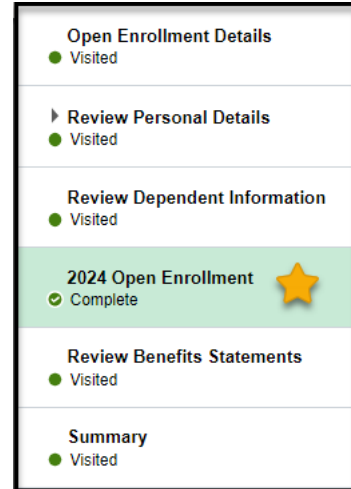 Open Enrollment Details
Visited
Review Personal Details
Visited
Review Dependent Information
Visited
2024 Open Enrollment
Complete
Review Benefits Statements
Visited
Summary
Visited